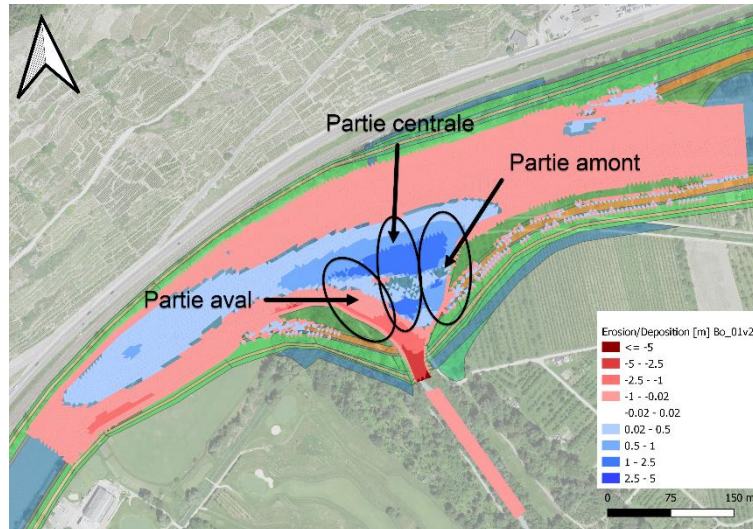 Partie centrale
Partie amont
Partie aval
Erosion/Deposition [m] Bo_01v2
<= -5
-5 - -2.5
-2.5 - -1
-1 - -0.02
-0.02 - 0.02
0.02 - 0.5
0.5 - 1
1 - 2.5
2.5 - 5
0 75 150 m